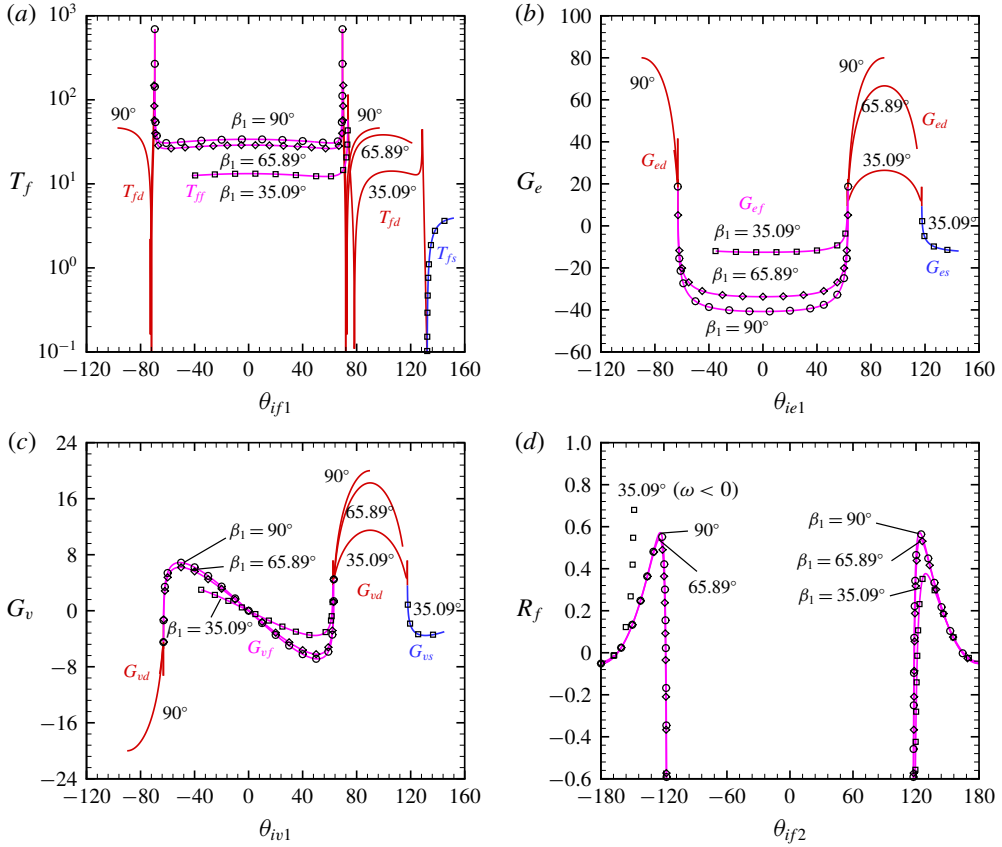 (a)
10³
10²
10¹
10⁰
10⁻¹
T_f
90°
β₁ = 90°
90°
65.89°
β₁ = 65.89°
35.09°
T_fd
T_ff
β₁ = 35.09°
T_fd
T_fs
−120 −80 −40 0 40 80 120 160
θ_if1
(b)
100
80
60
40
20
0
−20
−40
−60
G_e
90°
90°
65.89°
G_ed
G_ed
35.09°
G_ef
β₁ = 35.09°
35.09°
β₁ = 65.89°
G_es
β₁ = 90°
−120 −80 −40 0 40 80 120 160
θ_ie1
(c)
24
16
8
0
−8
−16
−24
G_v
90°
65.89°
β₁ = 90°
β₁ = 65.89°
35.09°
G_vd
35.09°
β₁ = 35.09°
G_vf
G_vs
G_vd
90°
−120 −80 −40 0 40 80 120 160
θ_iv1
(d)
1.0
0.8
0.6
0.4
0.2
0
−0.2
−0.4
−0.6
R_f
35.09° (ω < 0)
90°
β₁ = 90°
β₁ = 65.89°
65.89°
β₁ = 35.09°
−180 −120 −60 0 60 120 180
θ_if2